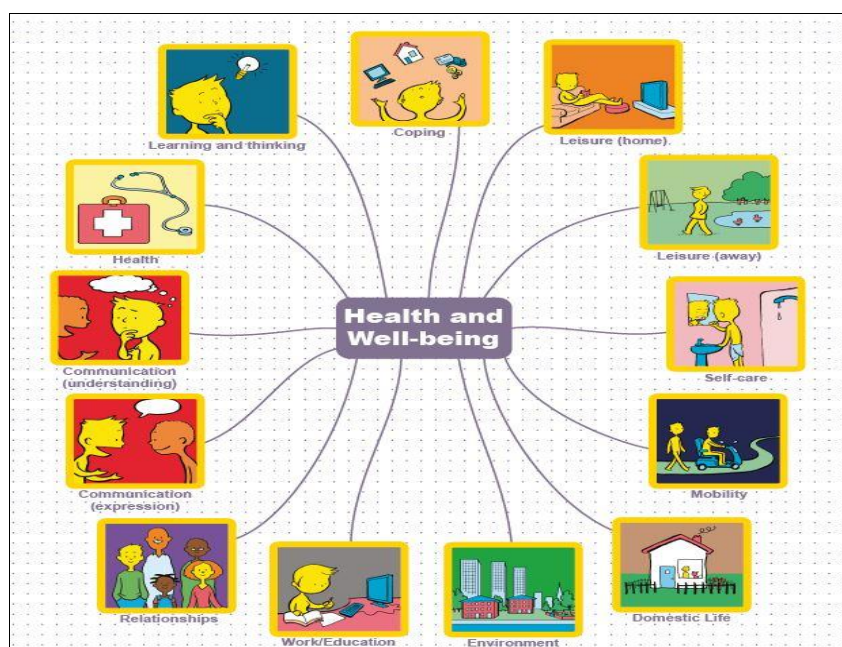 Coping
Learning and thinking
Leisure (home)
Health
Leisure (away)
Health and
Well-being
Communication
(understanding)
Self-care
Communication
(expression)
Mobility
Relationships
Work/Education
Environment
Domestic Life